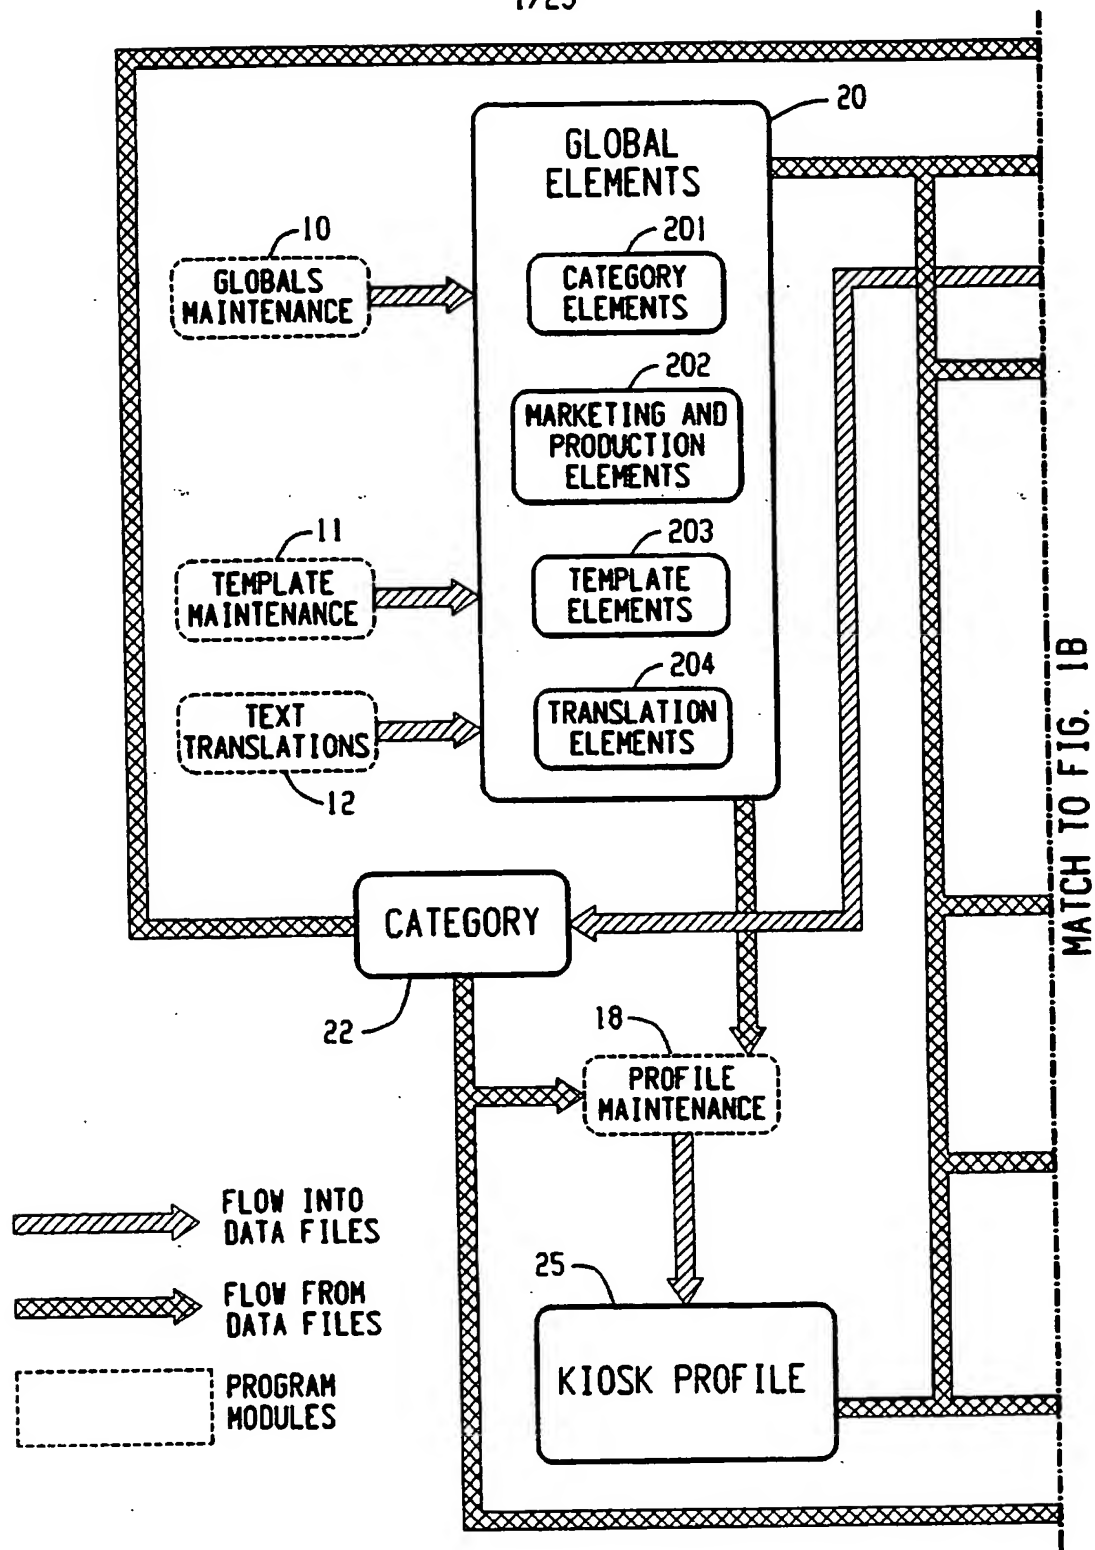 1/23
20
GLOBAL
ELEMENTS
10
GLOBALS
MAINTENANCE
201
CATEGORY
ELEMENTS
202
MARKETING AND
PRODUCTION
ELEMENTS
11
TEMPLATE
MAINTENANCE
203
TEMPLATE
ELEMENTS
TEXT
TRANSLATIONS
12
204
TRANSLATION
ELEMENTS
MATCH TO FIG. 1B
CATEGORY
22
18
PROFILE
MAINTENANCE
FLOW INTO
DATA FILES
FLOW FROM
DATA FILES
PROGRAM
MODULES
25
KIOSK PROFILE